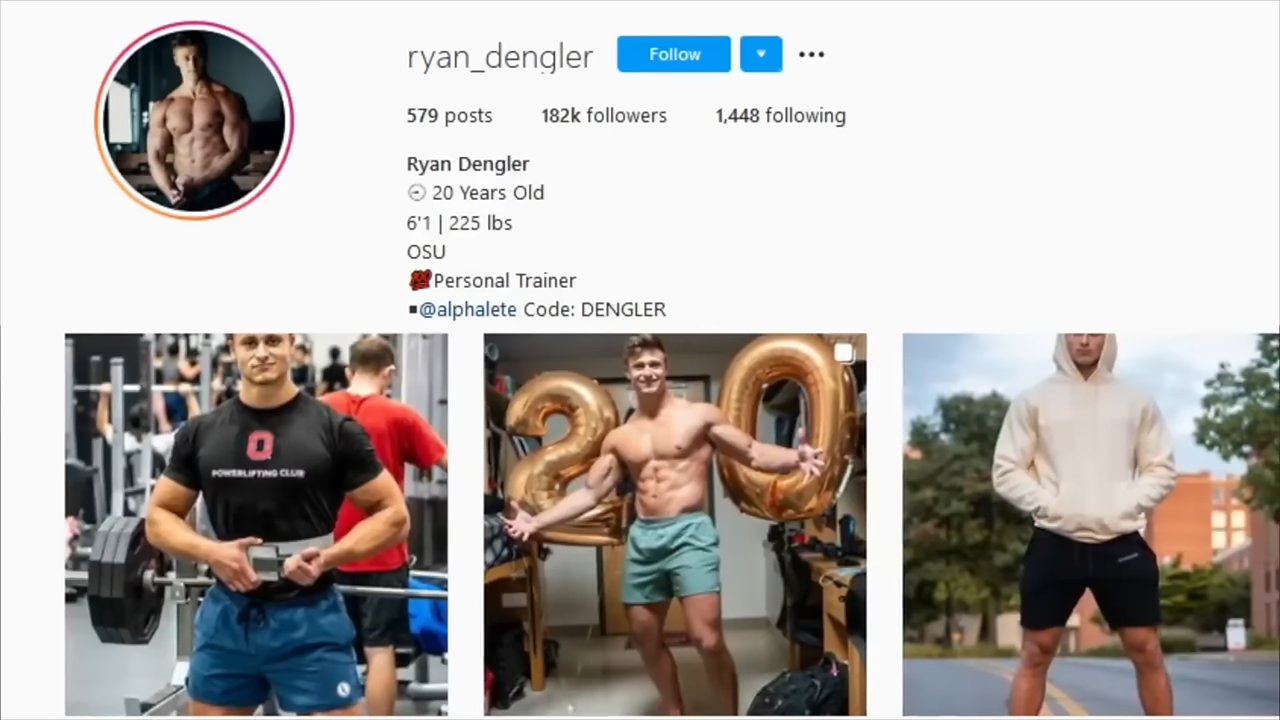 ryan_dengler Follow
579 posts 182k followers 1,448 following
Ryan Dengler
20 Years Old
6'1 | 225 lbs
OSU
💯Personal Trainer
▪@alphalete Code: DENGLER
O
POWERLIFTING CLUB
20